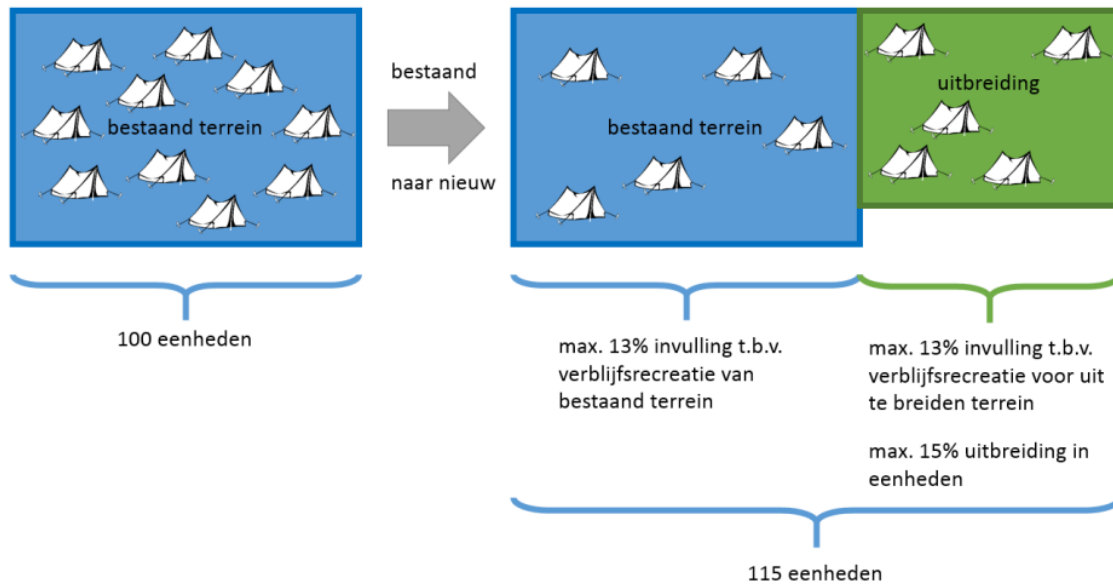 bestaand terrein
100 eenheden
bestaand
naar nieuw
bestaand terrein
uitbreiding
max. 13% invulling t.b.v.
verblijfsrecreatie van
bestaand terrein
max. 13% invulling t.b.v.
verblijfsrecreatie voor uit
te breiden terrein
max. 15% uitbreiding in
eenheden
115 eenheden